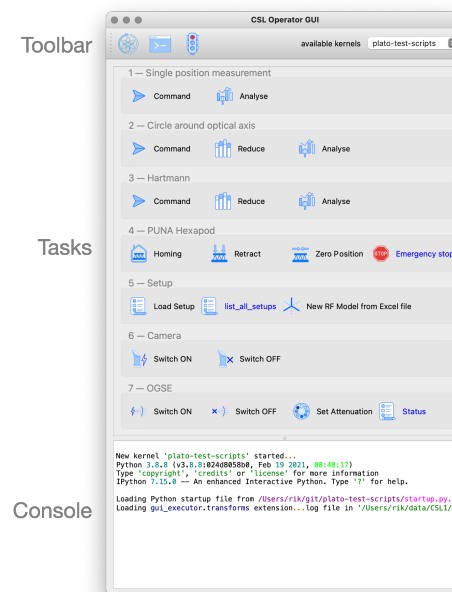 CSL Operator GUI
Toolbar
available kernels plato-test-scripts
1 — Single position measurement
Command Analyse
2 — Circle around optical axis
Command Reduce Analyse
3 — Hartmann
Command Reduce Analyse
4 — PUNA Hexapod
Tasks
Homing Retract Zero Position STOP Emergency stop
5 — Setup
Load Setup list_all_setups New RF Model from Excel file
6 — Camera
Switch ON Switch OFF
7 — OGSE
Switch ON Switch OFF Set Attenuation Status
New kernel 'plato-test-scripts' started...
Python 3.8.8 (v3.8.8:024d8058b0, Feb 19 2021, 08:48:17)
Type 'copyright', 'credits' or 'license' for more information
IPython 7.15.0 -- An enhanced Interactive Python. Type '?' for help.
Loading Python startup file from /Users/rik/git/plato-test-scripts/startup.py.
Console
Loading gui_executor.transforms extension...log file in '/Users/rik/data/CSL1/